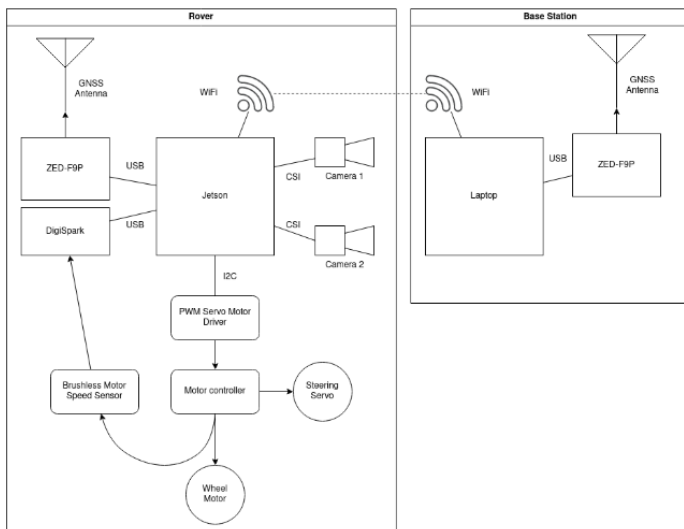 Rover
Base Station
GNSS
Antenna
WiFi
WiFi
GNSS
Antenna
ZED-F9P
USB
Jetson
CSI
Camera 1
Laptop
USB
ZED-F9P
DigiSpark
USB
CSI
Camera 2
I2C
PWM Servo Motor
Driver
Brushless Motor
Speed Sensor
Motor controller
Steering
Servo
Wheel
Motor